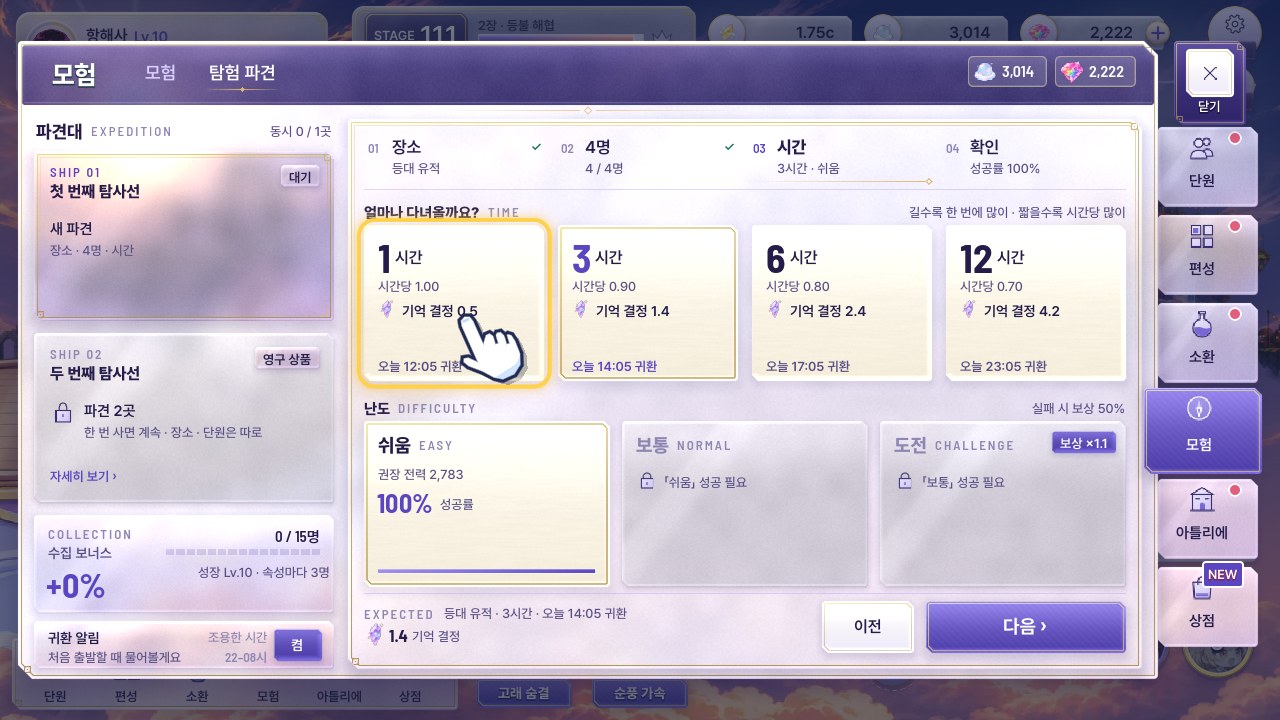 항해사 Lv.10
STAGE 111
2장 · 등불 해협
1.75c
3,014
2,222
모험
모험
탐험 파견
3,014
2,222
닫기
파견대 EXPEDITION
동시 0 / 1곳
SHIP 01
첫 번째 탐사선
대기
새 파견
장소 · 4명 · 시간
SHIP 02
두 번째 탐사선
영구 상품
파견 2곳
한 번 사면 계속 · 장소 · 단원은 따로
자세히 보기 ›
COLLECTION
수집 보너스
+0%
0 / 15명
성장 Lv.10 · 속성마다 3명
귀환 알림
처음 출발할 때 물어볼게요
조용한 시간
22-08시
켬
01 장소
등대 유적
02 4명
4 / 4명
03 시간
3시간 · 쉬움
04 확인
성공률 100%
얼마나 다녀올까요? TIME
길수록 한 번에 많이 · 짧을수록 시간당 많이
1 시간
시간당 1.00
기억 결정 0.5
오늘 12:05 귀환
3 시간
시간당 0.90
기억 결정 1.4
오늘 14:05 귀환
6 시간
시간당 0.80
기억 결정 2.4
오늘 17:05 귀환
12 시간
시간당 0.70
기억 결정 4.2
오늘 23:05 귀환
난도 DIFFICULTY
실패 시 보상 50%
쉬움 EASY
권장 전력 2,783
100% 성공률
보통 NORMAL
「쉬움」 성공 필요
도전 CHALLENGE
보상 ×1.1
「보통」 성공 필요
EXPECTED 등대 유적 · 3시간 · 오늘 14:05 귀환
1.4 기억 결정
이전
다음 ›
단원
편성
소환
모험
아틀리에
NEW
상점
단원
편성
소환
모험
아틀리에
상점
고래 숨결
순풍 가속